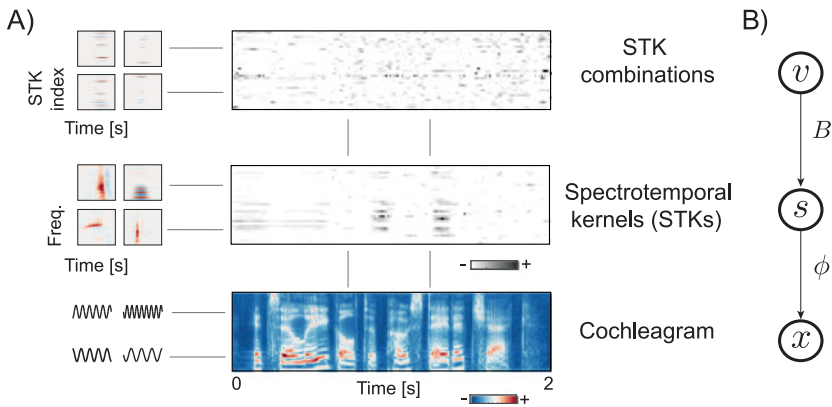 A)
B)
STK
index
Time [s]
STK
combinations
v
B
Freq.
Time [s]
Spectrotemporal
kernels (STKs)
- +
s
ϕ
Cochleagram
x
0
Time [s]
2
- +